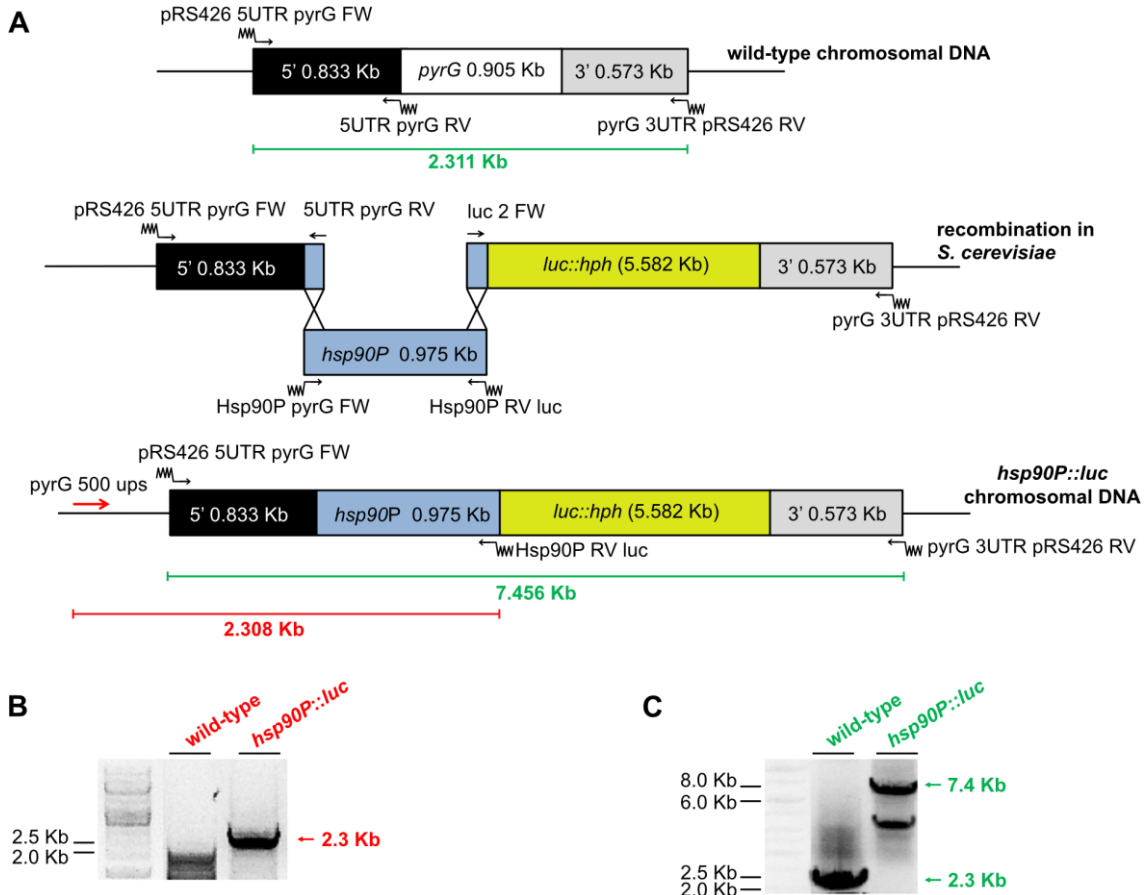 A
pRS426 5UTR pyrG FW
wild-type chromosomal DNA
5’ 0.833 Kb
pyrG 0.905 Kb
3’ 0.573 Kb
5UTR pyrG RV
pyrG 3UTR pRS426 RV
2.311 Kb
pRS426 5UTR pyrG FW
5UTR pyrG RV
luc 2 FW
recombination in
S. cerevisiae
5’ 0.833 Kb
luc::hph (5.582 Kb)
3’ 0.573 Kb
pyrG 3UTR pRS426 RV
hsp90P 0.975 Kb
Hsp90P pyrG FW
Hsp90P RV luc
pRS426 5UTR pyrG FW
pyrG 500 ups
hsp90P::luc
chromosomal DNA
5’ 0.833 Kb
hsp90P 0.975 Kb
luc::hph (5.582 Kb)
3’ 0.573 Kb
Hsp90P RV luc
pyrG 3UTR pRS426 RV
7.456 Kb
2.308 Kb
B
wild-type
hsp90P::luc
2.5 Kb
2.0 Kb
← 2.3 Kb
C
wild-type
hsp90P::luc
8.0 Kb
6.0 Kb
← 7.4 Kb
2.5 Kb
2.0 Kb
← 2.3 Kb